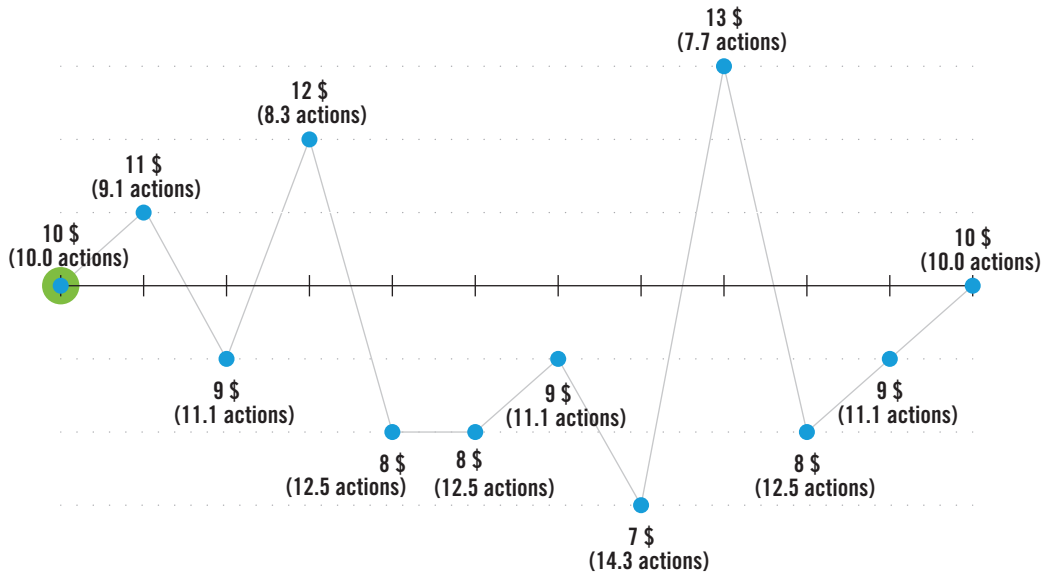 10 $
(10.0 actions)
11 $
(9.1 actions)
9 $
(11.1 actions)
12 $
(8.3 actions)
8 $
(12.5 actions)
8 $
(12.5 actions)
9 $
(11.1 actions)
7 $
(14.3 actions)
13 $
(7.7 actions)
8 $
(12.5 actions)
9 $
(11.1 actions)
10 $
(10.0 actions)